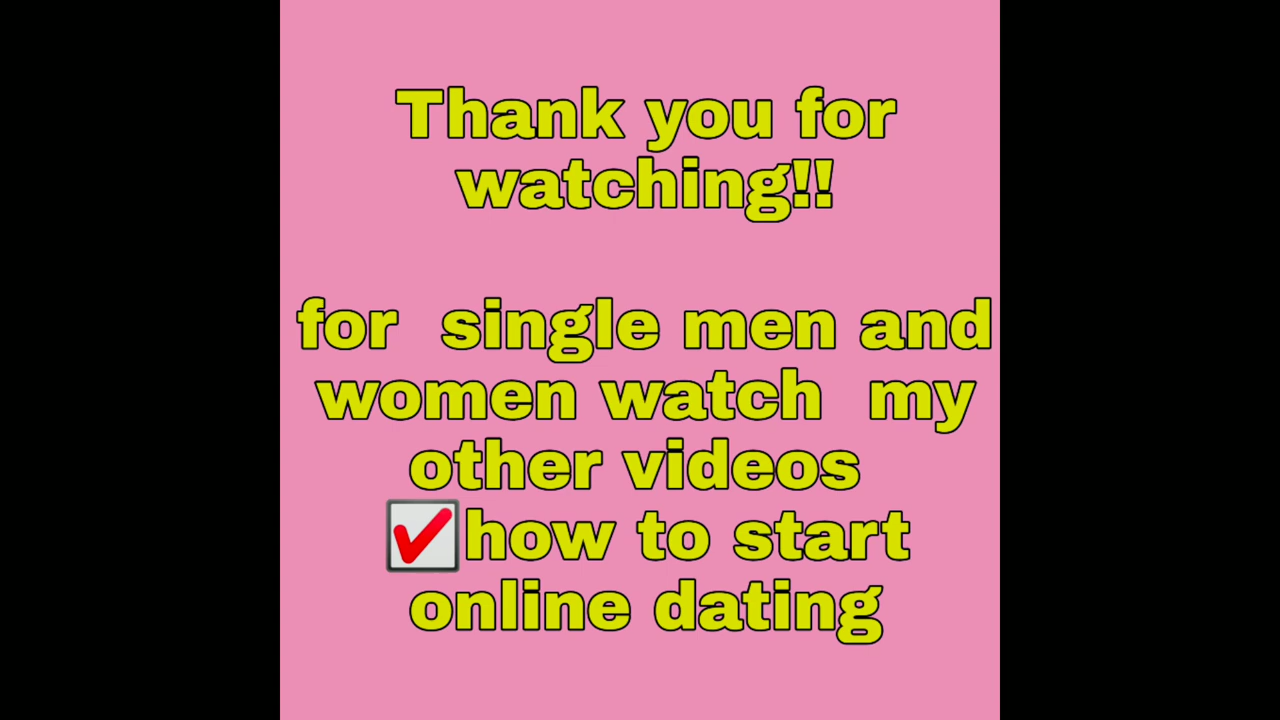 Thank you for
watching!!
for  single men and
women watch  my
other videos
☑how to start
online dating